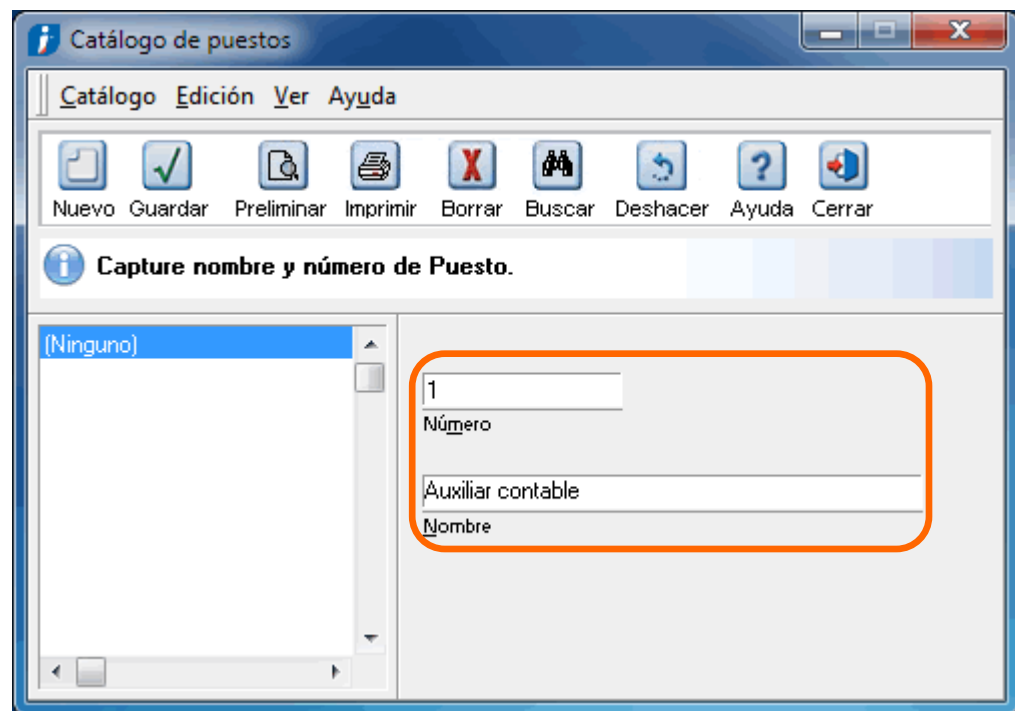 Catálogo de puestos
Catálogo Edición Ver Ayuda
Nuevo Guardar Preliminar Imprimir Borrar Buscar Deshacer Ayuda Cerrar
Capture nombre y número de Puesto.
(Ninguno)
1
Número
Auxiliar contable
Nombre